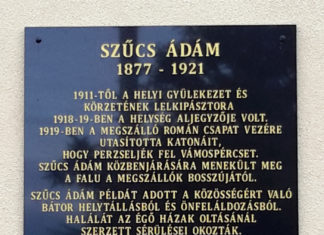 SZŰCS ÁDÁM
1877 - 1921
1911-TŐL A HELYI GYÜLEKEZET ÉS
KÖRZETÉNEK LELKIPÁSZTORA
1918-19-BEN A HELYSÉG ALJEGYZŐJE VOLT.
1919-BEN A MEGSZÁLLÓ ROMÁN CSAPAT VEZÉRE
UTASÍTOTTA KATONÁIT,
HOGY PERZSELJÉK FEL VÁMOSPÉRCSET.
SZŰCS ÁDÁM KÖZBENJÁRÁSÁRA MENEKÜLT MEG
A FALU A MEGSZÁLLÓK BOSSZÚJÁTÓL.
SZŰCS ÁDÁM PÉLDÁT ADOTT A KÖZÖSSÉGÉRT VALÓ
BÁTOR HELYTÁLLÁSBÓL ÉS ÖNFELÁLDOZÁSBÓL.
HALÁLÁT AZ ÉGŐ HÁZAK OLTÁSÁNÁL
SZERZETT SÉRÜLÉSEI OKOZTÁK.